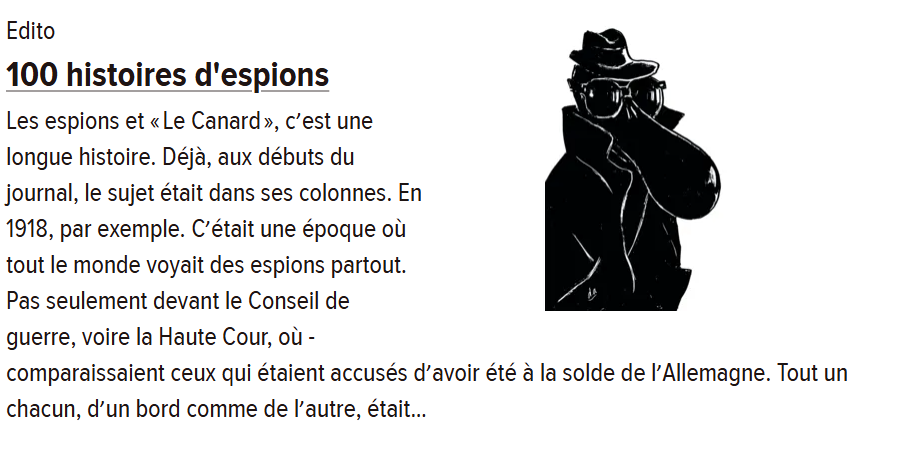 Edito
100 histoires d'espions
Les espions et « Le Canard », c’est une
longue histoire. Déjà, aux débuts du
journal, le sujet était dans ses colonnes. En
1918, par exemple. C’était une époque où
tout le monde voyait des espions partout.
Pas seulement devant le Conseil de
guerre, voire la Haute Cour, où -
comparaissaient ceux qui étaient accusés d’avoir été à la solde de l’Allemagne. Tout un
chacun, d’un bord comme de l’autre, était...